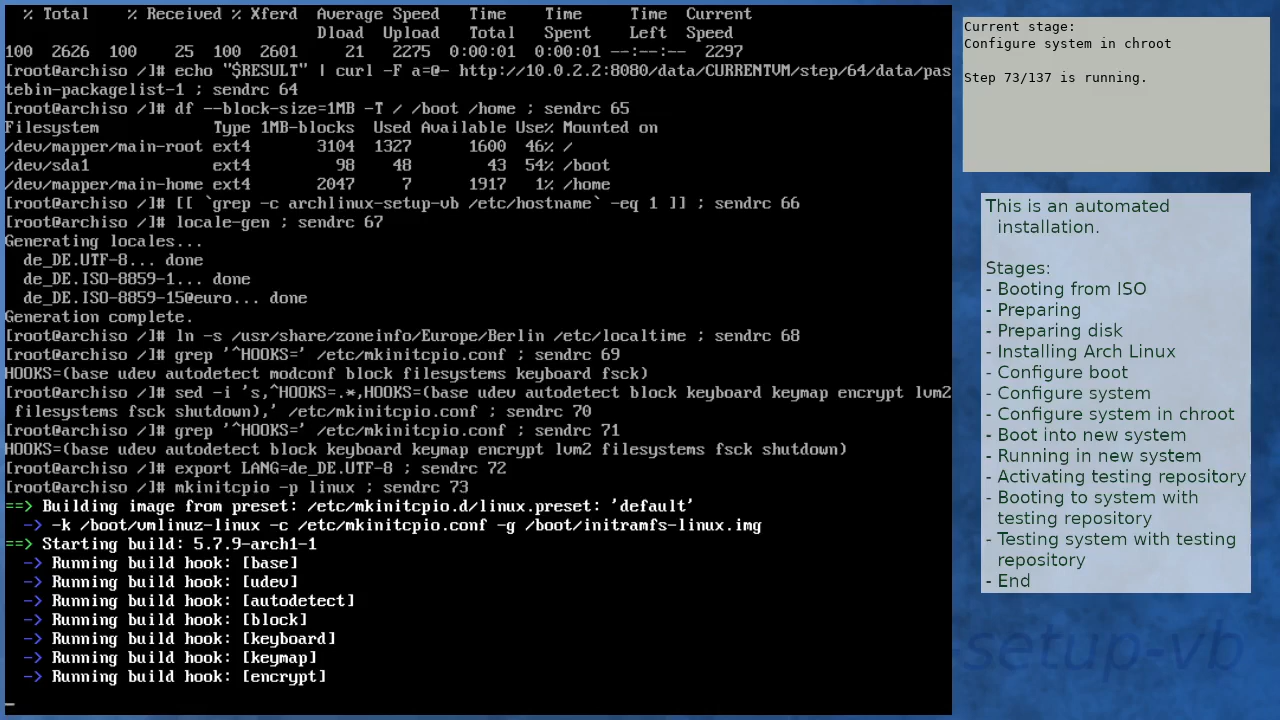 % Total    % Received % Xferd  Average Speed   Time    Time     Time  Current
                                 Dload  Upload   Total   Spent    Left  Speed
100  2626  100    25  100  2601     21   2275  0:00:01  0:00:01 --:--:--  2297
[root@archiso /]# echo "$RESULT" | curl -F a=@- http://10.0.2.2:8080/data/CURRENTVM/step/64/data/pas
tebin-packagelist-1 ; sendrc 64
[root@archiso /]# df --block-size=1MB -T / /boot /home ; sendrc 65
Filesystem            Type 1MB-blocks  Used Available Use% Mounted on
/dev/mapper/main-root ext4       3104  1327      1600  46% /
/dev/sda1             ext4         98    48        43  54% /boot
/dev/mapper/main-home ext4       2047     7      1917   1% /home
[root@archiso /]# [[ `grep -c archlinux-setup-vb /etc/hostname` -eq 1 ]] ; sendrc 66
[root@archiso /]# locale-gen ; sendrc 67
Generating locales...
  de_DE.UTF-8... done
  de_DE.ISO-8859-1... done
  de_DE.ISO-8859-15@euro... done
Generation complete.
[root@archiso /]# ln -s /usr/share/zoneinfo/Europe/Berlin /etc/localtime ; sendrc 68
[root@archiso /]# grep '^HOOKS=' /etc/mkinitcpio.conf ; sendrc 69
HOOKS=(base udev autodetect modconf block filesystems keyboard fsck)
[root@archiso /]# sed -i 's,^HOOKS=.*,HOOKS=(base udev autodetect block keyboard keymap encrypt lvm2
 filesystems fsck shutdown),' /etc/mkinitcpio.conf ; sendrc 70
[root@archiso /]# grep '^HOOKS=' /etc/mkinitcpio.conf ; sendrc 71
HOOKS=(base udev autodetect block keyboard keymap encrypt lvm2 filesystems fsck shutdown)
[root@archiso /]# export LANG=de_DE.UTF-8 ; sendrc 72
[root@archiso /]# mkinitcpio -p linux ; sendrc 73
==> Building image from preset: /etc/mkinitcpio.d/linux.preset: 'default'
  -> -k /boot/vmlinuz-linux -c /etc/mkinitcpio.conf -g /boot/initramfs-linux.img
==> Starting build: 5.7.9-arch1-1
  -> Running build hook: [base]
  -> Running build hook: [udev]
  -> Running build hook: [autodetect]
  -> Running build hook: [block]
  -> Running build hook: [keyboard]
  -> Running build hook: [keymap]
  -> Running build hook: [encrypt]
_
Current stage:
Configure system in chroot
Step 73/137 is running.
This is an automated
installation.
Stages:
- Booting from ISO
- Preparing
- Preparing disk
- Installing Arch Linux
- Configure boot
- Configure system
- Configure system in chroot
- Boot into new system
- Running in new system
- Activating testing repository
- Booting to system with
testing repository
- Testing system with testing
repository
- End
-setup-vb